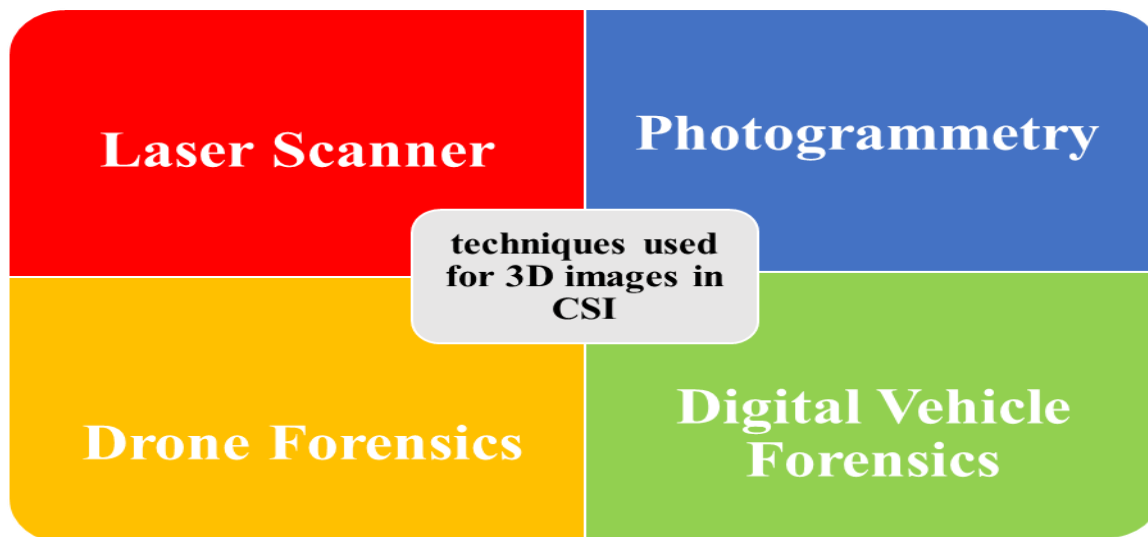 Laser Scanner
Photogrammetry
techniques used
for 3D images in
CSI
Drone Forensics
Digital Vehicle
Forensics